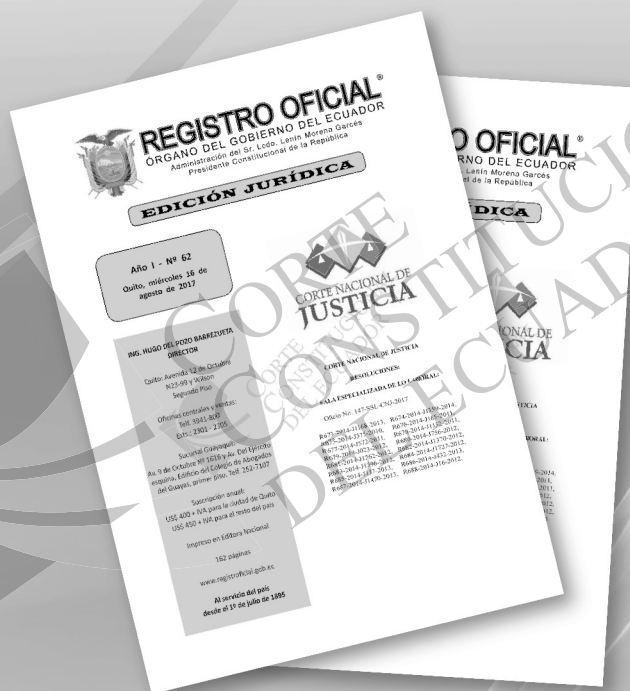 REGISTRO OFICIAL®
ÓRGANO DEL GOBIERNO DEL ECUADOR
Administración del Sr. Lcdo. Lenín Moreno Garcés
Presidente Constitucional de la República
EDICIÓN JURÍDICA
Año I - Nº 62
Quito, miércoles 16 de
agosto de 2017
ING. HUGO DEL POZO BARREZUETA
DIRECTOR
Quito: Avenida 12 de Octubre
N23-99 y Wilson
Segundo Piso
Oficinas centrales y ventas:
Telf. 3941-800
Exts.: 2301 - 2305
Sucursal Guayaquil:
Av. 9 de Octubre Nº 1616 y Av. Del Ejército
esquina, Edificio del Colegio de Abogados
del Guayas, primer piso. Telf. 252-7107
Suscripción anual:
US$ 400 + IVA para la ciudad de Quito
US$ 450 + IVA para el resto del país
Impreso en Editora Nacional
162 páginas
www.registroficial.gob.ec
Al servicio del país
desde el 1º de julio de 1895
CORTE NACIONAL DE
JUSTICIA
CORTE NACIONAL DE JUSTICIA
RESOLUCIONES:
SALA ESPECIALIZADA DE LO LABORAL:
O OFICIAL®
RNO DEL ECUADOR
Lenín Moreno Garcés
al de la República
DICA
IONAL DE
CIA
CORTE
CONSTITUCIO
DEL ECUAD